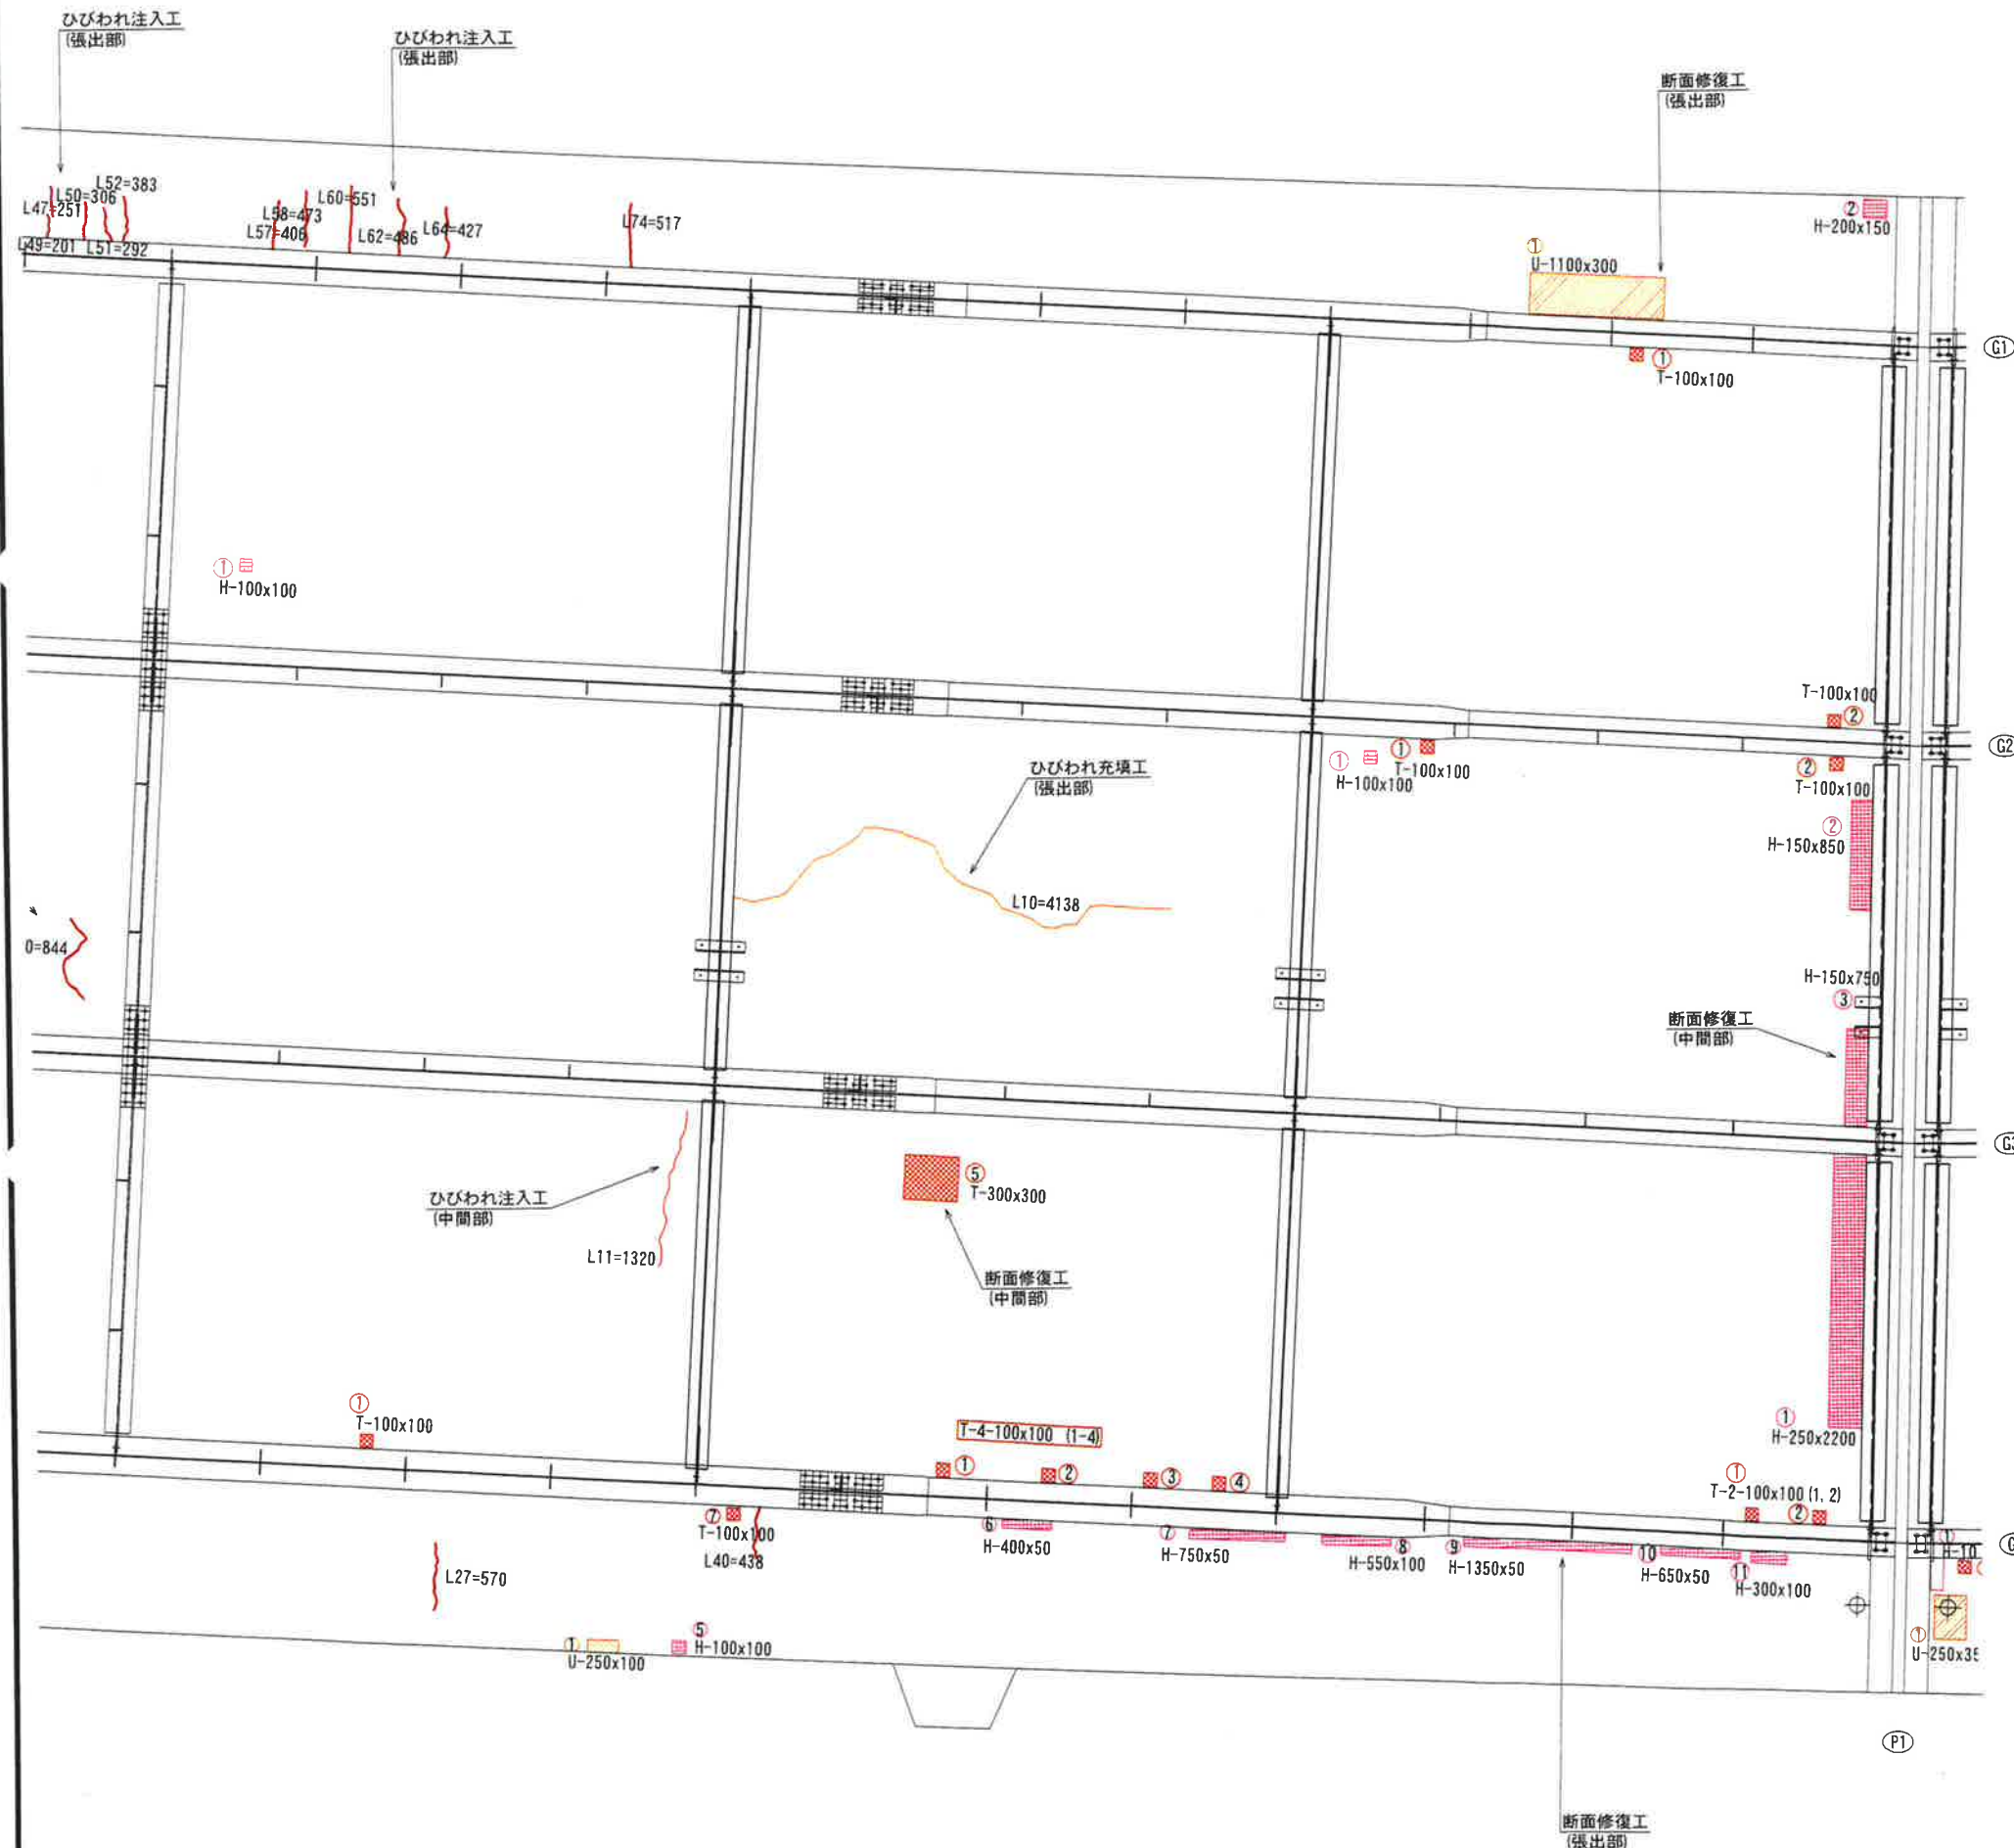 ひびわれ注入工
(張出部)
ひびわれ注入工
(張出部)
断面修復工
(張出部)
L52=383
L50=306
L47=251
L49=201
L51=292
L60=551
L58=473
L57=406
L62=486
L64=427
L74=517
②
H-200x150
①
U-1100x300
G1
①
T-100x100
①
H-100x100
T-100x100
②
G2
①
H-100x100
①
T-100x100
②
T-100x100
ひびわれ充填工
(張出部)
②
H-150x850
L10=4138
0=844
H-150x750
③
断面修復工
(中間部)
G3
ひびわれ注入工
(中間部)
⑤
T-300x300
L11=1320
断面修復工
(中間部)
①
T-100x100
T-4-100x100 (1-4)
①
②
③
④
①
H-250x2200
①
T-2-100x100 (1, 2)
②
⑦
T-100x100
L40=438
⑥
H-400x50
⑦
H-750x50
⑧
H-550x100
⑨
H-1350x50
⑩
H-650x50
⑪
H-300x100
G
①
H-10
L27=570
①
U-250x100
⑤
H-100x100
①
U-250x35
P1
断面修復工
(張出部)